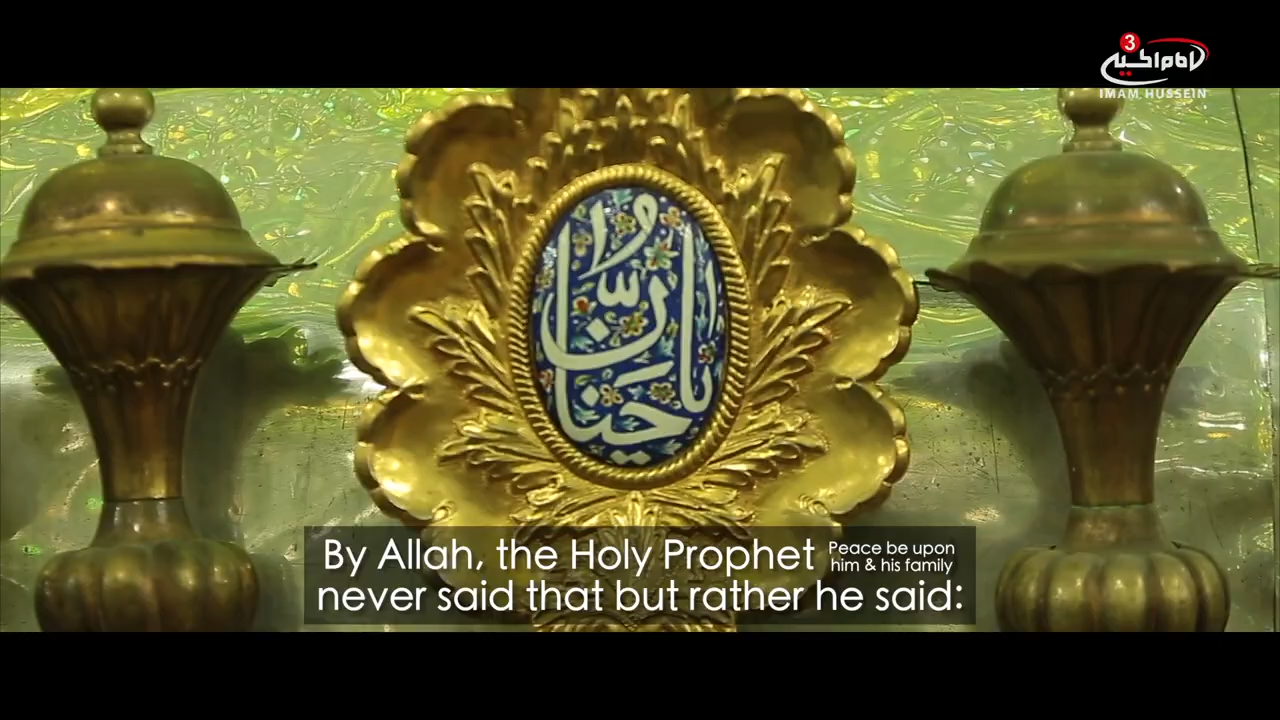 3
IMAM HUSSEIN
By Allah, the Holy Prophet Peace be upon him & his family
never said that but rather he said: